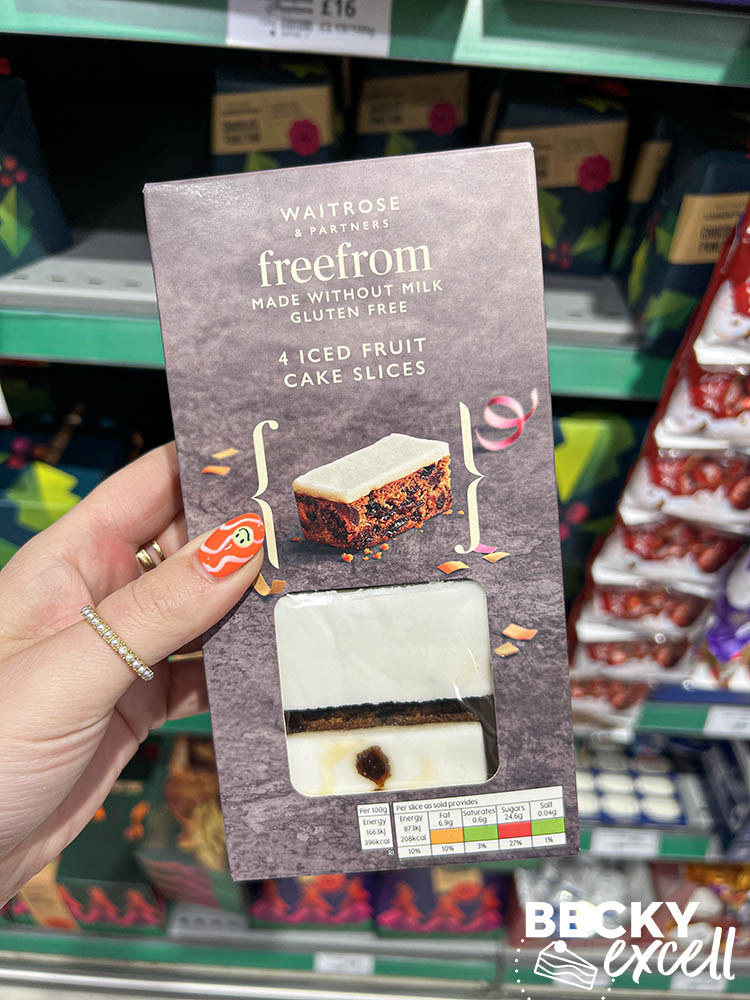 £16
WAITROSE
& PARTNERS
freefrom
MADE WITHOUT MILK
GLUTEN FREE
4 ICED FRUIT
CAKE SLICES
Per 100g
Energy
1663kJ
396kcal
Per slice as sold provides
Energy
873kJ
208kcal
10%
Fat
6.9g
10%
Saturates
0.6g
3%
Sugars
24.6g
27%
Salt
0.04g
1%
RI
BECKY
excell